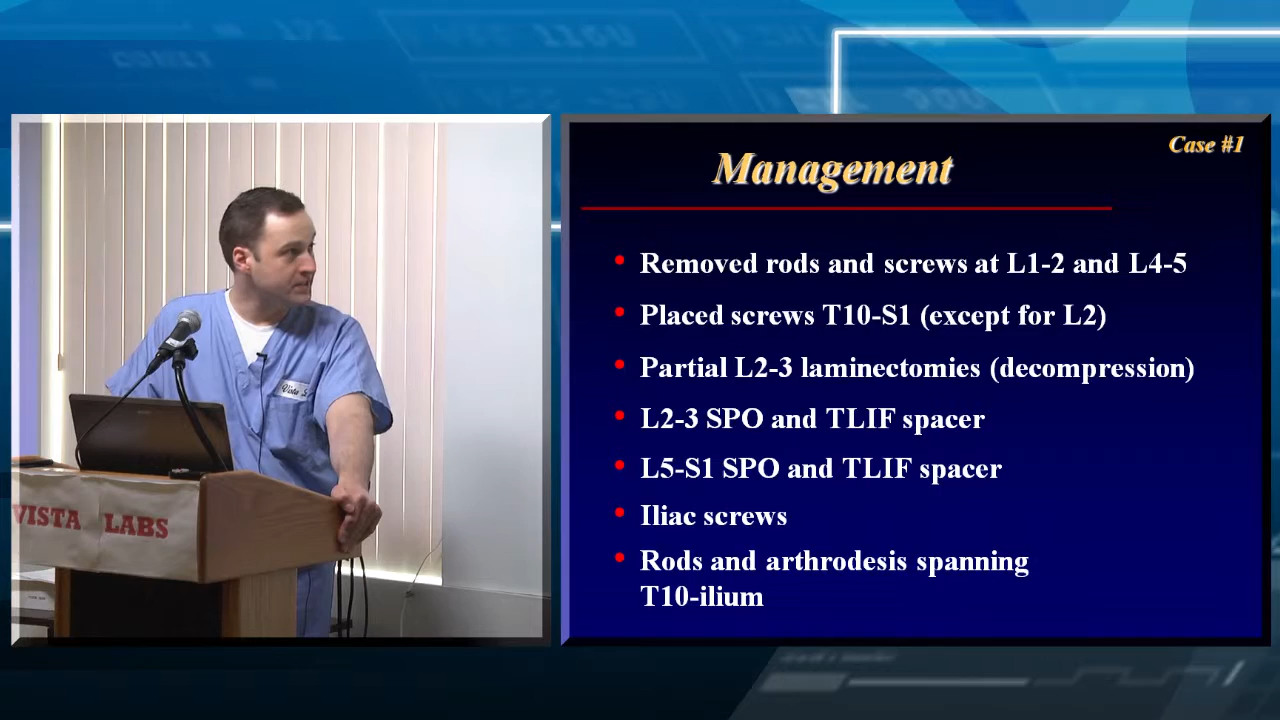 Case #1
Management
• Removed rods and screws at L1-2 and L4-5
• Placed screws T10-S1 (except for L2)
• Partial L2-3 laminectomies (decompression)
• L2-3 SPO and TLIF spacer
• L5-S1 SPO and TLIF spacer
• Iliac screws
• Rods and arthrodesis spanning
T10-ilium
Vista
VISTA LABS